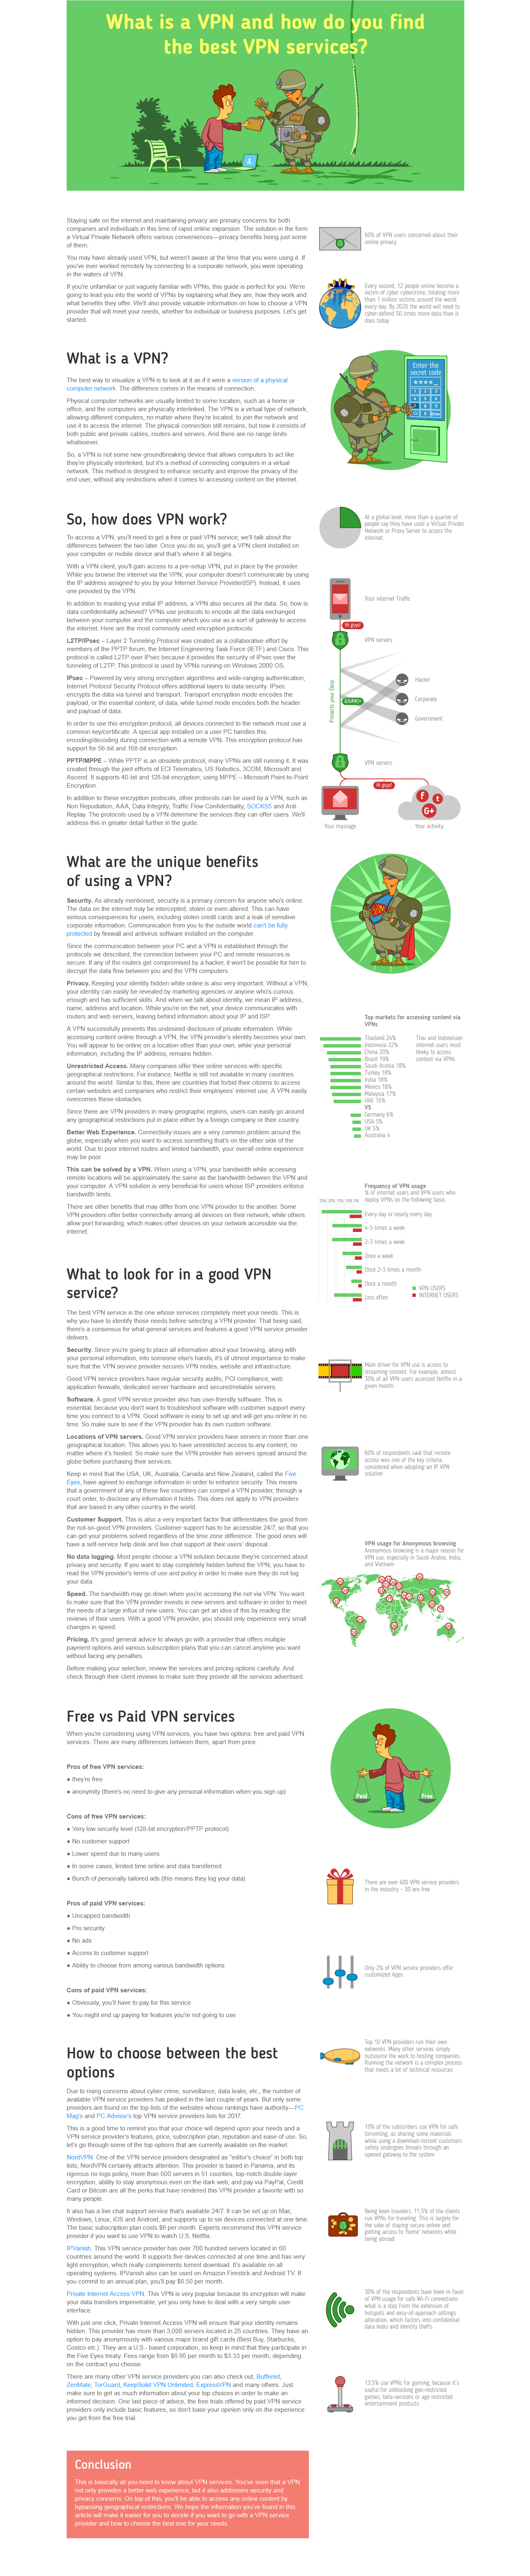 What is a VPN and how do you find
the best VPN services?
Staying safe on the internet and maintaining privacy are primary concerns for both
companies and individuals in this time of rapid online expansion. The solution in the form
a Virtual Private Network offers various conveniences—privacy benefits being just some
of them.
You may have already used VPN, but weren't aware at the time that you were using it. If
you've ever worked remotely by connecting to a corporate network, you were operating
in the waters of VPN.
If you're unfamiliar or just vaguely familiar with VPNs, this guide is perfect for you. We're
going to lead you into the world of VPNs by explaining what they are, how they work and
what benefits they offer. We'll also provide valuable information on how to choose a VPN
provider that will meet your needs, whether for individual or business purposes. Let's get
started.
60% of VPN users concerned about their
online privacy
Every second, 12 people online become a
victim of cyber cybercrime, totaling more
than 1 million victims around the world
every day. By 2020 the world will need to
cyber-defend 50 times more data than it
does today
What is a VPN?
The best way to visualize a VPN is to look at it as if it were a version of a physical
computer network. The difference comes in the means of connection.
Physical computer networks are usually limited to some location, such as a home or
office, and the computers are physically interlinked. The VPN is a virtual type of network,
allowing different computers, no matter where they're located, to join the network and
use it to access the internet. The physical connection still remains, but now it consists of
both public and private cables, routers and servers. And there are no range limits
whatsoever.
So, a VPN is not some new groundbreaking device that allows computers to act like
they're physically interlinked, but it's a method of connecting computers in a virtual
network. This method is designed to enhance security and improve the privacy of the
end user, without any restrictions when it comes to accessing content on the internet.
Enter the
secret code
So, how does VPN work?
To access a VPN, you'll need to get a free or paid VPN service; we'll talk about the
differences between the two later. Once you do so, you'll get a VPN client installed on
your computer or mobile device and that's where it all begins.
With a VPN client, you'll gain access to a pre-setup VPN, put in place by the provider.
While you browse the internet via the VPN, your computer doesn't communicate by using
the IP address assigned to you by your Internet Service Provider(ISP). Instead, it uses
one provided by the VPN.
In addition to masking your initial IP address, a VPN also secures all the data. So, how is
data confidentiality achieved? VPNs use protocols to encode all the data exchanged
between your computer and the computer which you use as a sort of gateway to access
the internet. Here are the most commonly used encryption protocols.
L2TP/IPsec – Layer 2 Tunneling Protocol was created as a collaborative effort by
members of the PPTP forum, the Internet Engineering Task Force (IETF) and Cisco. This
protocol is called L2TP over IPsec because it provides the security of IPSec over the
tunneling of L2TP. This protocol is used by VPNs running on Windows 2000 OS.
IPsec – Powered by very strong encryption algorithms and wide-ranging authentication,
Internet Protocol Security Protocol offers additional layers to data security. IPSec
encrypts the data via tunnel and transport. Transport encryption mode encodes the
payload, or the essential content, of data, while tunnel mode encodes both the header
and payload of data.
In order to use this encryption protocol, all devices connected to the network must use a
common key/certificate. A special app installed on a user PC handles this
encoding/decoding during connection with a remote VPN. This encryption protocol has
support for 56-bit and 168-bit encryption.
PPTP/MPPE – While PPTP is an obsolete protocol, many VPNs are still running it. It was
created through the joint efforts of ECI Telematics, US Robotics, 3COM, Microsoft and
Ascend. It supports 40-bit and 128-bit encryption, using MPPE – Microsoft Point-to-Point
Encryption.
In addition to these encryption protocols, other protocols can be used by a VPN, such as
Non Repudiation, AAA, Data Integrity, Traffic Flow Confidentiality, SOCKS5 and Anti
Replay. The protocols used by a VPN determine the services they can offer users. We'll
address this in greater detail further in the guide.
At a global level, more than a quarter of
people say they have used a Virtual Private
Network or Proxy Server to access the
internet.
Your internet Traffic
Hi guys!
VPN servers
Protects your Data
Hacker
Corporate
Government
VPN servers
Hi guys!
Your massage
Your activity
What are the unique benefits
of using a VPN?
Security. As already mentioned, security is a primary concern for anyone who's online.
The data on the internet may be intercepted, stolen or even altered. This can have
serious consequences for users, including stolen credit cards and a leak of sensitive
corporate information. Communication from you to the outside world can't be fully
protected by firewall and antivirus software installed on the computer.
Since the communication between your PC and a VPN is established through the
protocols we described, the connection between your PC and remote resources is
secure. If any of the routers get compromised by a hacker, it won't be possible for him to
decrypt the data flow between you and the VPN computers.
Privacy. Keeping your identity hidden while online is also very important. Without a VPN,
your identity can easily be revealed by marketing agencies or anyone who's curious
enough and has sufficient skills. And when we talk about identity, we mean IP address,
name, address and location. While you're on the net, your device communicates with
routers and web servers, leaving behind information about your IP and ISP.
A VPN successfully prevents this unwanted disclosure of private information. While
accessing content online through a VPN, the VPN provider's identity becomes your own.
You will appear to be online on a location other than your own, while your personal
information, including the IP address, remains hidden.
Unrestricted Access. Many companies offer their online services with specific
geographical limitations. For instance, Netflix is still not available in many countries
around the world. Similar to this, there are countries that forbid their citizens to access
certain websites and companies who restrict their employees' internet use. A VPN easily
overcomes these obstacles.
Since there are VPN providers in many geographic regions, users can easily go around
any geographical restrictions put in place either by a foreign company or their country.
Better Web Experience. Connectivity issues are a very common problem around the
globe, especially when you want to access something that's on the other side of the
world. Due to poor internet routes and limited bandwidth, your overall online experience
may be poor.
This can be solved by a VPN. When using a VPN, your bandwidth while accessing
remote locations will be approximately the same as the bandwidth between the VPN and
your computer. A VPN solution is very beneficial for users whose ISP providers enforce
bandwidth limits.
There are other benefits that may differ from one VPN provider to the another. Some
VPN providers offer better connectivity among all devices on their network, while others
allow port forwarding, which makes other devices on your network accessible via the
internet.
Top markets for accessing content via
VPNs
Thailand 24%
Indonesia 22%
China 20%
Brazil 19%
Saudi Arabia 18%
Turkey 18%
India 18%
Mexico 18%
Malaysia 17%
UAE 16%
VS
Germany 6%
USA 5%
UK 5%
Australia 4
Thai and Indonesain
internet users most
likely to access
content via VPNs
Frequency of VPN usage
% of internet users and VPN users who
deploy VPNs on the following basis.
Every day or nearly every day
4-5 times a week
2-3 times a week
Once a week
Once 2-3 times a month
Once a month
Less often
VPN USERS
INTERNET USERS
What to look for in a good VPN
service?
The best VPN service is the one whose services completely meet your needs. This is
why you have to identify those needs before selecting a VPN provider. That being said,
there's a consensus for what general services and features a good VPN service provider
delivers.
Security. Since you're going to place all information about your browsing, along with
your personal information, into someone else's hands, it's of utmost importance to make
sure that the VPN service provider secures VPN nodes, website and infrastructure.
Good VPN service providers have regular security audits, PCI compliance, web
application firewalls, dedicated server hardware and secured/reliable servers.
Software. A good VPN service provider also has user-friendly software. This is
essential, because you don't want to troubleshoot software with customer support every
time you connect to a VPN. Good software is easy to set up and will get you online in no
time. So make sure to see if the VPN provider has its own custom software.
Locations of VPN servers. Good VPN service providers have servers in more than one
geographical location. This allows you to have unrestricted access to any content, no
matter where it's hosted. So make sure the VPN provider has servers spread around the
globe before purchasing their services.
Keep in mind that the USA, UK, Australia, Canada and New Zealand, called the Five
Eyes, have agreed to exchange information in order to enhance security. This means
that a government of any of these five countries can compel a VPN provider, through a
court order, to disclose any information it holds. This does not apply to VPN providers
that are based in any other country in the world.
Customer Support. This is also a very important factor that differentiates the good from
the not-so-good VPN providers. Customer support has to be accessible 24/7, so that you
can get your problems solved regardless of the time zone difference. The good ones will
have a self-service help desk and live chat support at their users' disposal.
No data logging. Most people choose a VPN solution because they're concerned about
privacy and security. If you want to stay completely hidden behind the VPN, you have to
read the VPN provider's terms of use and policy in order to make sure they do not log
your data.
Speed. The bandwidth may go down when you're accessing the net via VPN. You want
to make sure that the VPN provider invests in new servers and software in order to meet
the needs of a large influx of new users. You can get an idea of this by reading the
reviews of their users. With a good VPN provider, you should only experience very small
changes in speed.
Pricing. It's good general advice to always go with a provider that offers multiple
payment options and various subscription plans that you can cancel anytime you want
without facing any penalties.
Before making your selection, review the services and pricing options carefully. And
check through their client reviews to make sure they provide all the services advertised.
Main driver for VPN use is access to
streaming content. For example, almost
30% of all VPN users accessed Netflix in a
given month
60% of respondents said that remote
access was one of the key criteria
considered when adopting an IP VPN
solution
VPN usage for Anonymous browsing
Anonymous browsing is a major reason for
VPN use, especially in Saudi Arabia, India,
and Vietnam
Free vs Paid VPN services
When you're considering using VPN services, you have two options: free and paid VPN
services. There are many differences between them, apart from price.
Pros of free VPN services:
● they're free
● anonymity (there's no need to give any personal information when you sign up)
Cons of free VPN services:
● Very low security level (128-bit encryption/PPTP protocol)
● No customer support
● Lower speed due to many users
● In some cases, limited time online and data transferred
● Bunch of personally tailored ads (this means they log your data)
Pros of paid VPN services:
● Uncapped bandwidth
● Pro security
● No ads
● Access to customer support
● Ability to choose from among various bandwidth options
Cons of paid VPN services:
● Obviously, you'll have to pay for this service
● You might end up paying for features you're not going to use
Paid
Free
There are over 400 VPN service providers
in the industry – 30 are free
Only 2% of VPN service providers offer
customized Apps
How to choose between the best
options
Due to rising concerns about cyber crime, surveillance, data leaks, etc., the number of
available VPN service providers has peaked in the last couple of years. But only some
providers are found on the top lists of the websites whose rankings have authority—PC
Mag's and PC Advisor's top VPN service providers lists for 2017.
This is a good time to remind you that your choice will depend upon your needs and a
VPN service provider's features, price, subscription plan, reputation and ease of use. So,
let's go through some of the top options that are currently available on the market.
NordVPN. One of the VPN service providers designated as "editor's choice" in both top
lists, NordVPN certainly attracts attention. This provider is based in Panama, and its
rigorous no logs policy, more than 500 servers in 51 countries, top-notch double-layer
encryption, ability to stay anonymous even on the dark web, and pay via PayPal, Credit
Card or Bitcoin are all the perks that have rendered this VPN provider a favorite with so
many people.
It also has a live chat support service that's available 24/7. It can be set up on Mac,
Windows, Linux, iOS and Android, and supports up to six devices connected at one time.
The basic subscription plan costs $6 per month. Experts recommend this VPN service
provider if you want to use VPN to watch U.S. Netflix.
IPVanish. This VPN service provider has over 700 hundred servers located in 60
countries around the world. It supports five devices connected at one time and has very
light encryption, which really complements torrent download. It's available on all
operating systems. IPVanish also can be used on Amazon Firestick and Android TV. If
you commit to an annual plan, you'll pay $6.50 per month.
Private Internet Access VPN. This VPN is very popular because its encryption will make
your data transfers impenetrable, yet you only have to deal with a very simple user
interface.
With just one click, Private Internet Access VPN will ensure that your identity remains
hidden. This provider has more than 3,000 servers located in 25 countries. They have an
option to pay anonymously with various major brand gift cards (Best Buy, Starbucks,
Costco etc.) They are a U.S.- based corporation, so keep in mind that they participate in
the Five Eyes treaty. Fees range from $6.95 per month to $3.33 per month, depending
on the contract you choose.
There are many other VPN service providers you can also check out, Buffered,
ZenMate, TorGuard, KeepSolid VPN Unlimited, ExpressVPN and many others. Just
make sure to get as much information about your top choices in order to make an
informed decision. One last piece of advice, the free trials offered by paid VPN service
providers only include basic features, so don't base your opinion only on the experience
you get from the free trial.
Top 10 VPN providers run their own
networks. Many other services simply
outsource the work to hosting companies.
Running the network is a complex process
that needs a lot of technical resources
19% of the subscribers use VPN for safe
torrenting, as sharing some materials
while using a download-torrent customers
safely undergoes threats through an
opened gateway to the system
Being keen travelers, 11,5% of the clients
run VPNs for traveling. This is largely for
the sake of staying secure online and
getting access to 'home' networks while
being abroad
30% of the respondents have been in favor
of VPN usage for safe Wi-Fi connections
what is a step from the extension of
hotspots and easy-of-approach settings
alteration, which factors into confidential
data leaks and identity thefts
13,5% use VPNs for gaming, because it's
useful for unblocking geo-restricted
games, beta-versions or age restricted
entertainment products
Conclusion
This is basically all you need to know about VPN services. You've seen that a VPN
not only provides a better web experience, but it also addresses security and
privacy concerns. On top of this, you'll be able to access any online content by
bypassing geographical restrictions. We hope the information you've found in this
article will make it easier for you to decide if you want to go with a VPN service
provider and how to choose the best one for your needs.